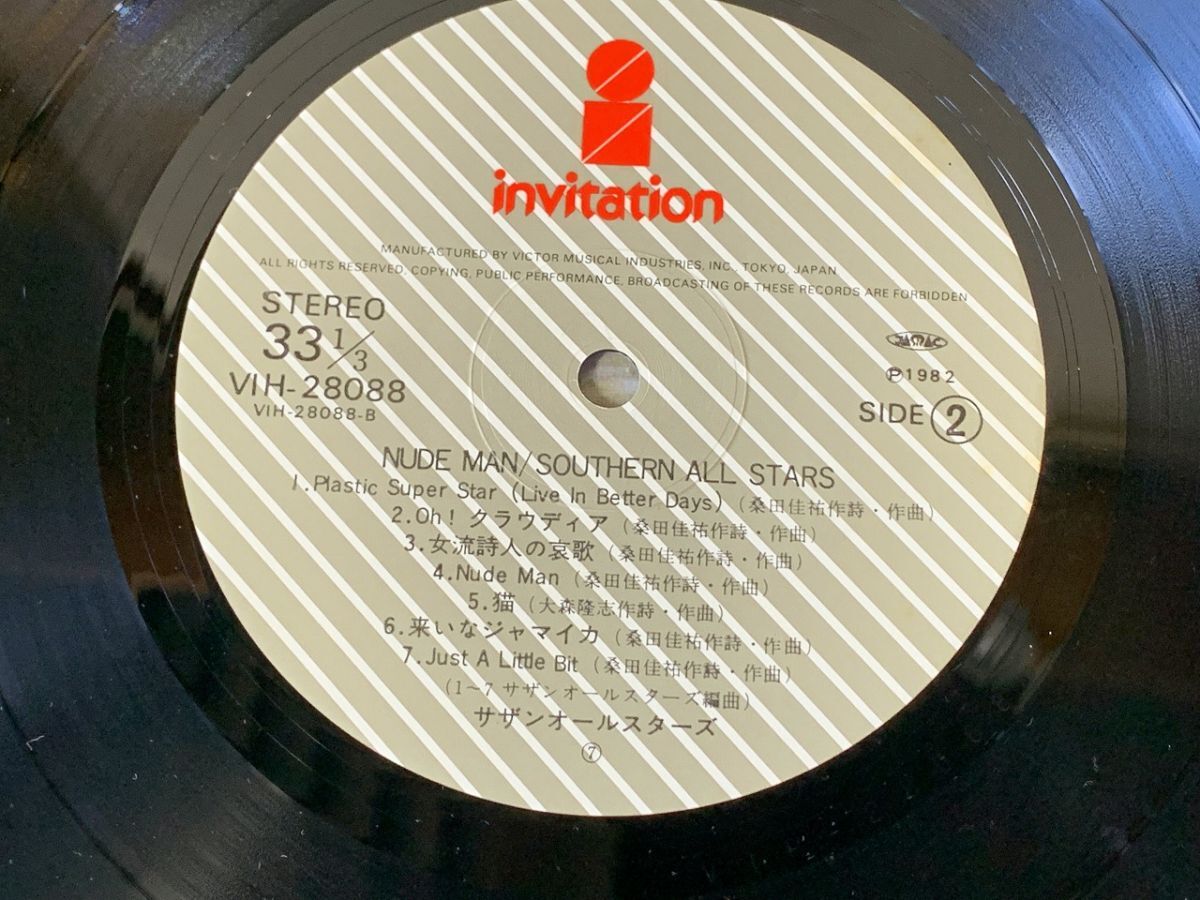 invitation
MANUFACTURED BY VICTOR MUSICAL INDUSTRIES, INC., TOKYO, JAPAN
ALL RIGHTS RESERVED, COPYING, PUBLIC PERFORMANCE, BROADCASTING OF THESE RECORDS ARE FORBIDDEN
STEREO
33 1/3
VIH-28088
VIH-28088-B
JASRAC
Ⓟ1982
SIDE ②
NUDE MAN/SOUTHERN ALL STARS
1.Plastic Super Star (Live In Better Days) (桑田佳祐作詩・作曲)
2.Oh! クラウディア (桑田佳祐作詩・作曲)
3.女流詩人の哀歌 (桑田佳祐作詩・作曲)
4.Nude Man (桑田佳祐作詩・作曲)
5.猫 (大森隆志作詩・作曲)
6.来いなジャマイカ (桑田佳祐作詩・作曲)
7.Just A Little Bit (桑田佳祐作詩・作曲)
(1~7 サザンオールスターズ編曲)
サザンオールスターズ
⑦